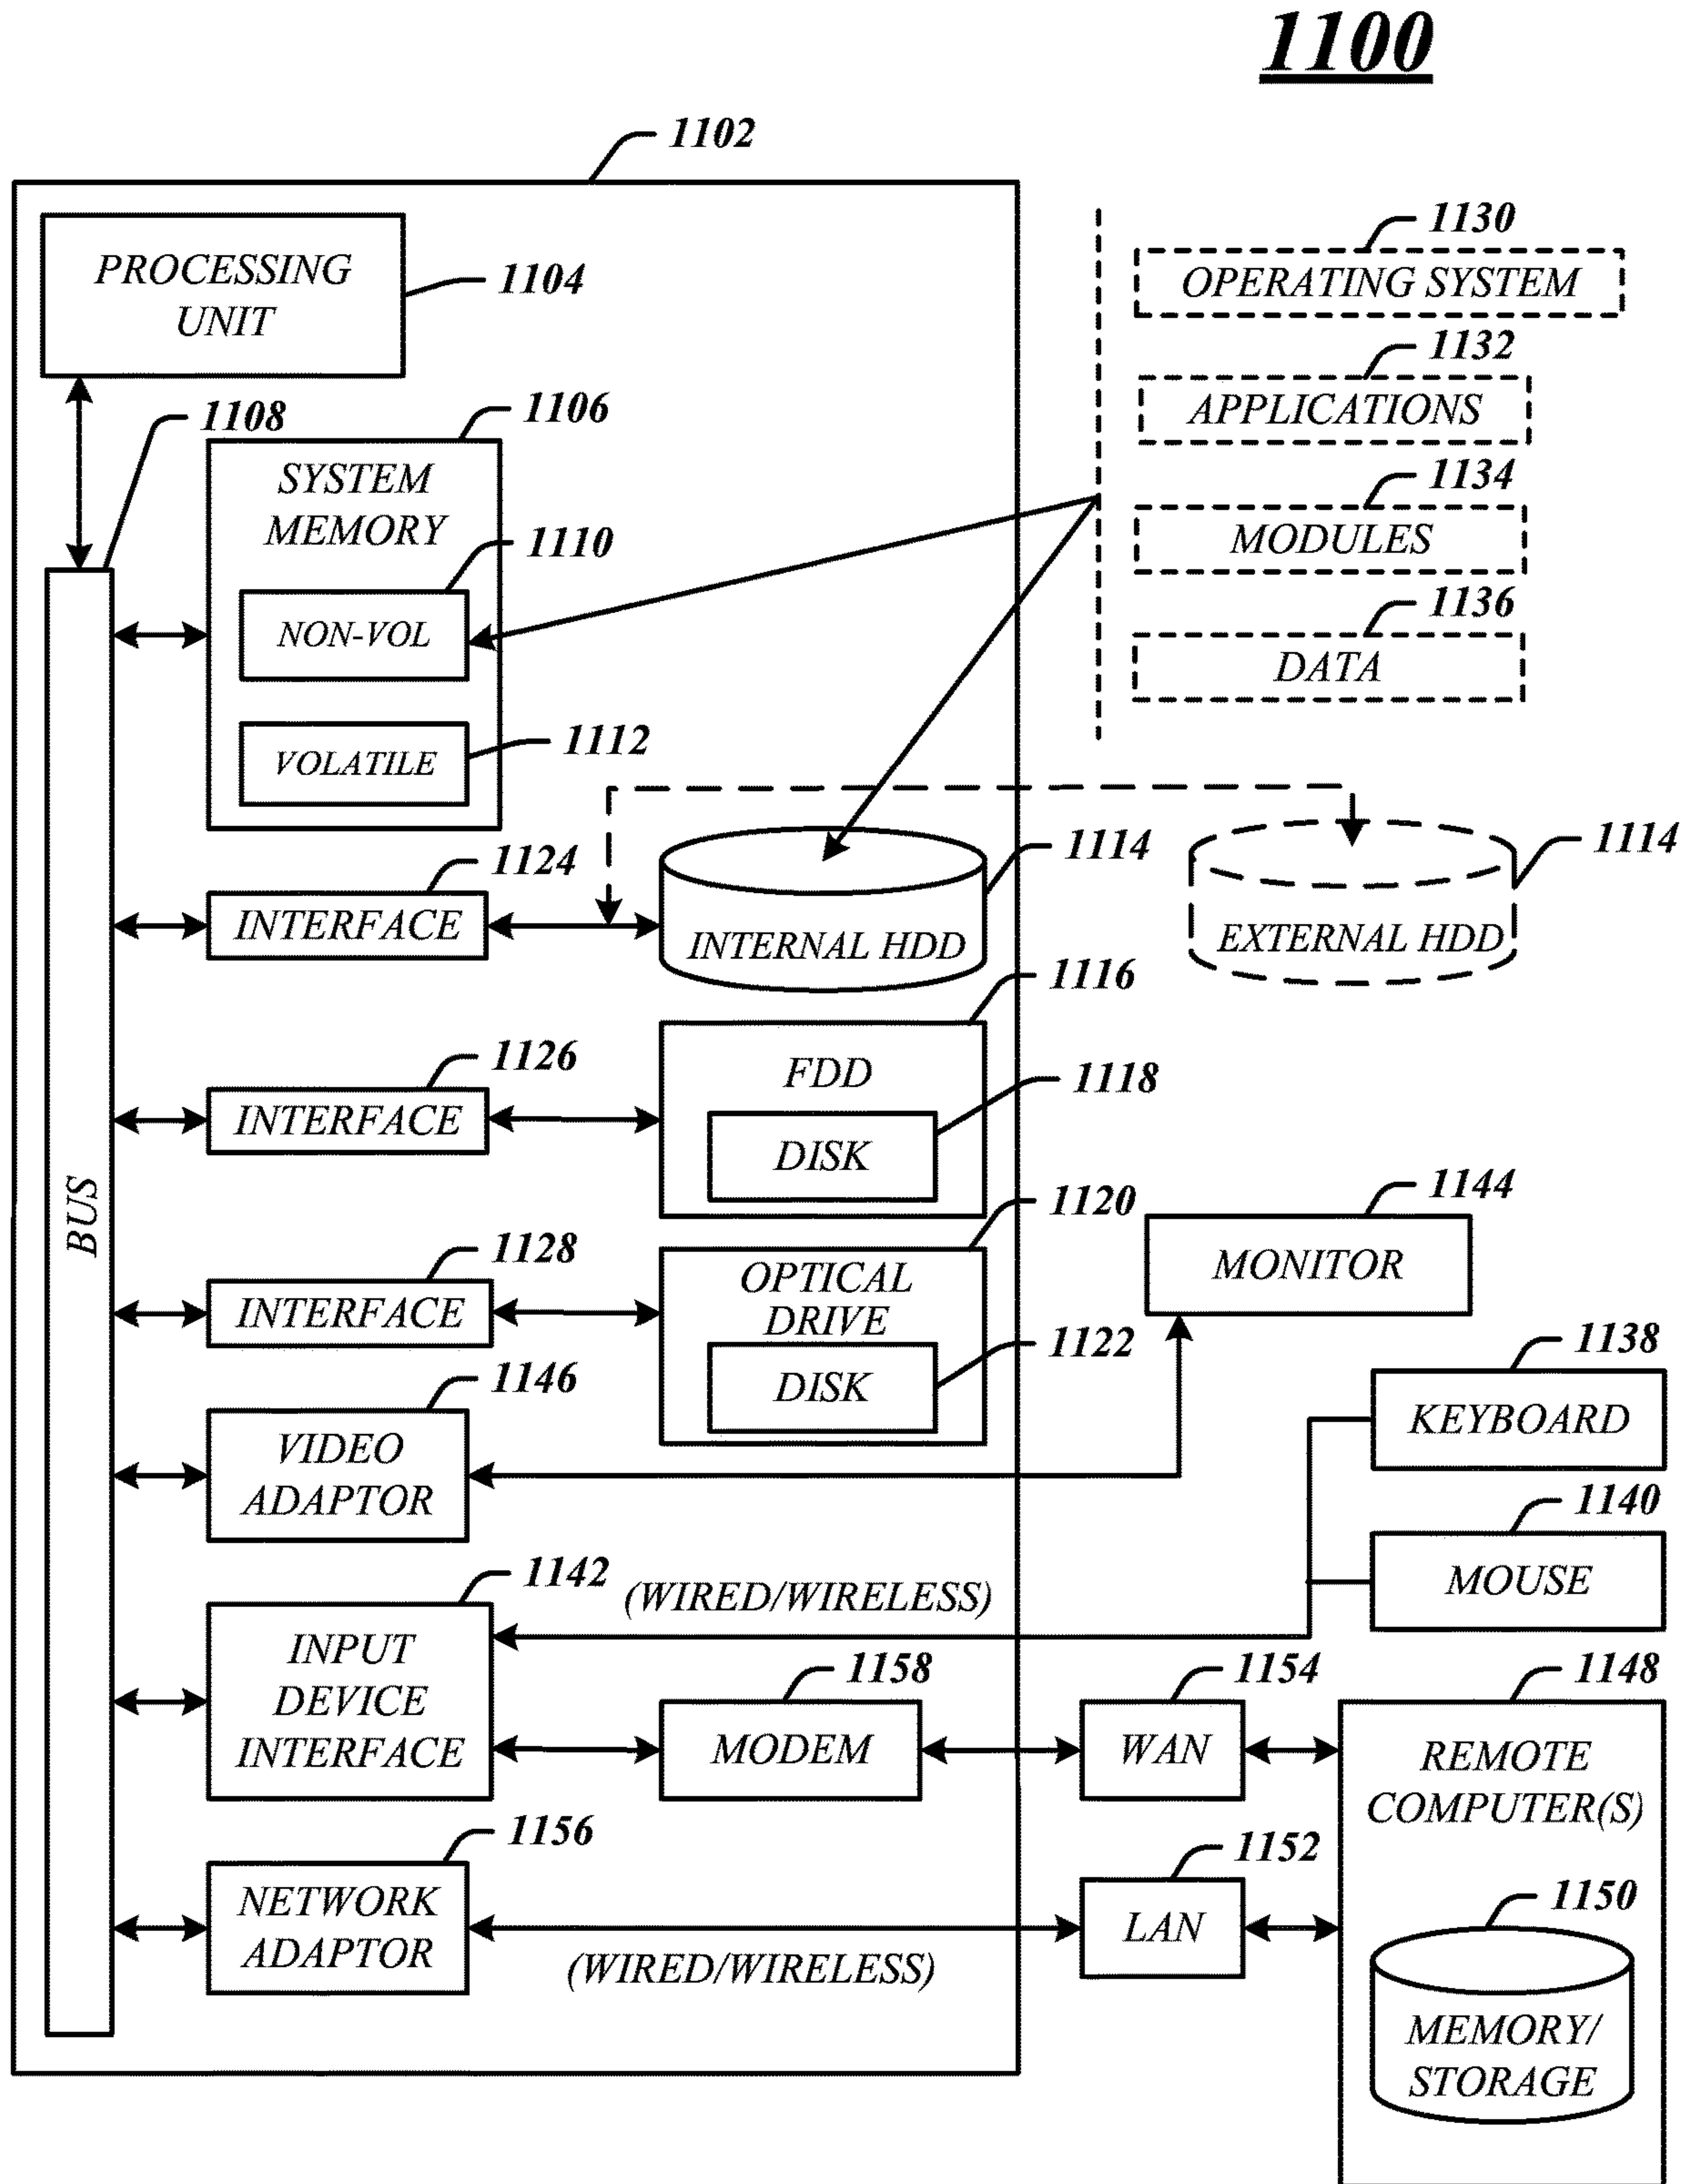 1100
1102
PROCESSING
UNIT
1104
1130
OPERATING SYSTEM
1132
APPLICATIONS
1134
MODULES
1136
DATA
1108
1106
SYSTEM
MEMORY
1110
NON-VOL
1112
VOLATILE
BUS
1124
INTERFACE
1114
INTERNAL HDD
1114
EXTERNAL HDD
1126
INTERFACE
1116
FDD
1118
DISK
1128
INTERFACE
1120
OPTICAL
DRIVE
1122
DISK
1144
MONITOR
1146
VIDEO
ADAPTOR
1138
KEYBOARD
1140
MOUSE
1142
INPUT
DEVICE
INTERFACE
(WIRED/WIRELESS)
1158
MODEM
1154
WAN
1148
REMOTE
COMPUTER(S)
1156
NETWORK
ADAPTOR
(WIRED/WIRELESS)
1152
LAN
1150
MEMORY/
STORAGE